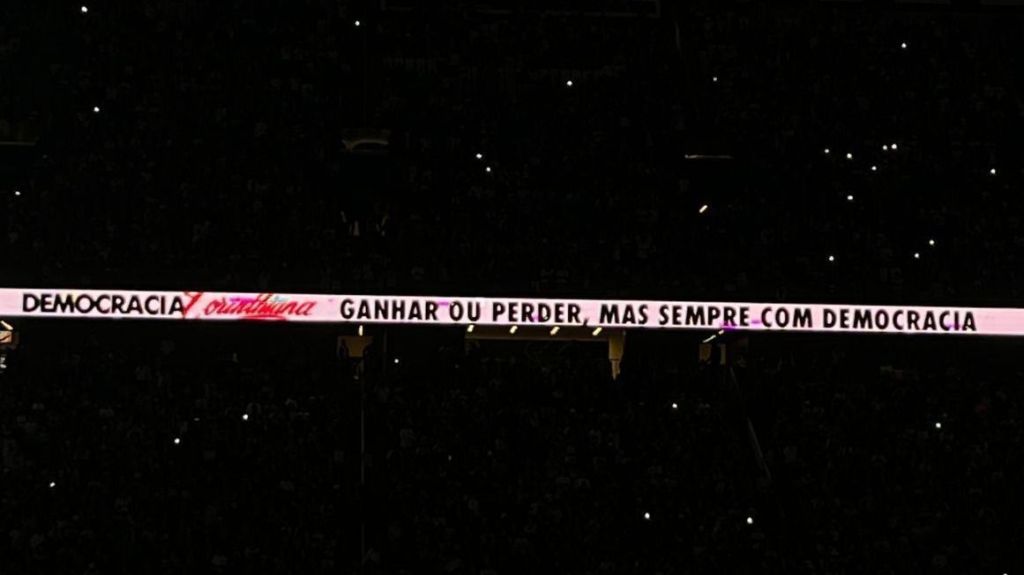 DEMOCRACIA Corinthiana GANHAR OU PERDER, MAS SEMPRE COM DEMOCRACIA